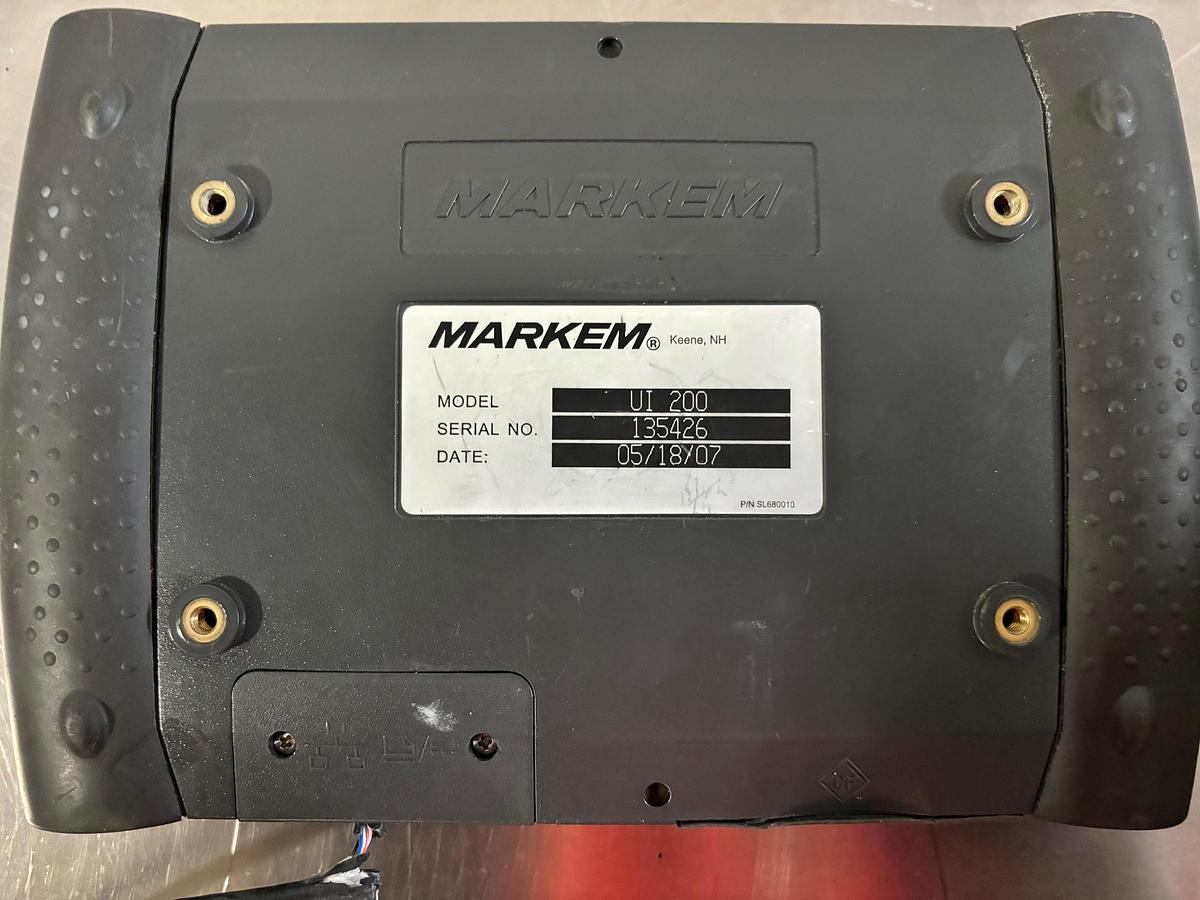 MARKEM
MARKEM® Keene, NH
MODEL UI 200
SERIAL NO. 135426
DATE: 05/18/07
P/N SL680010